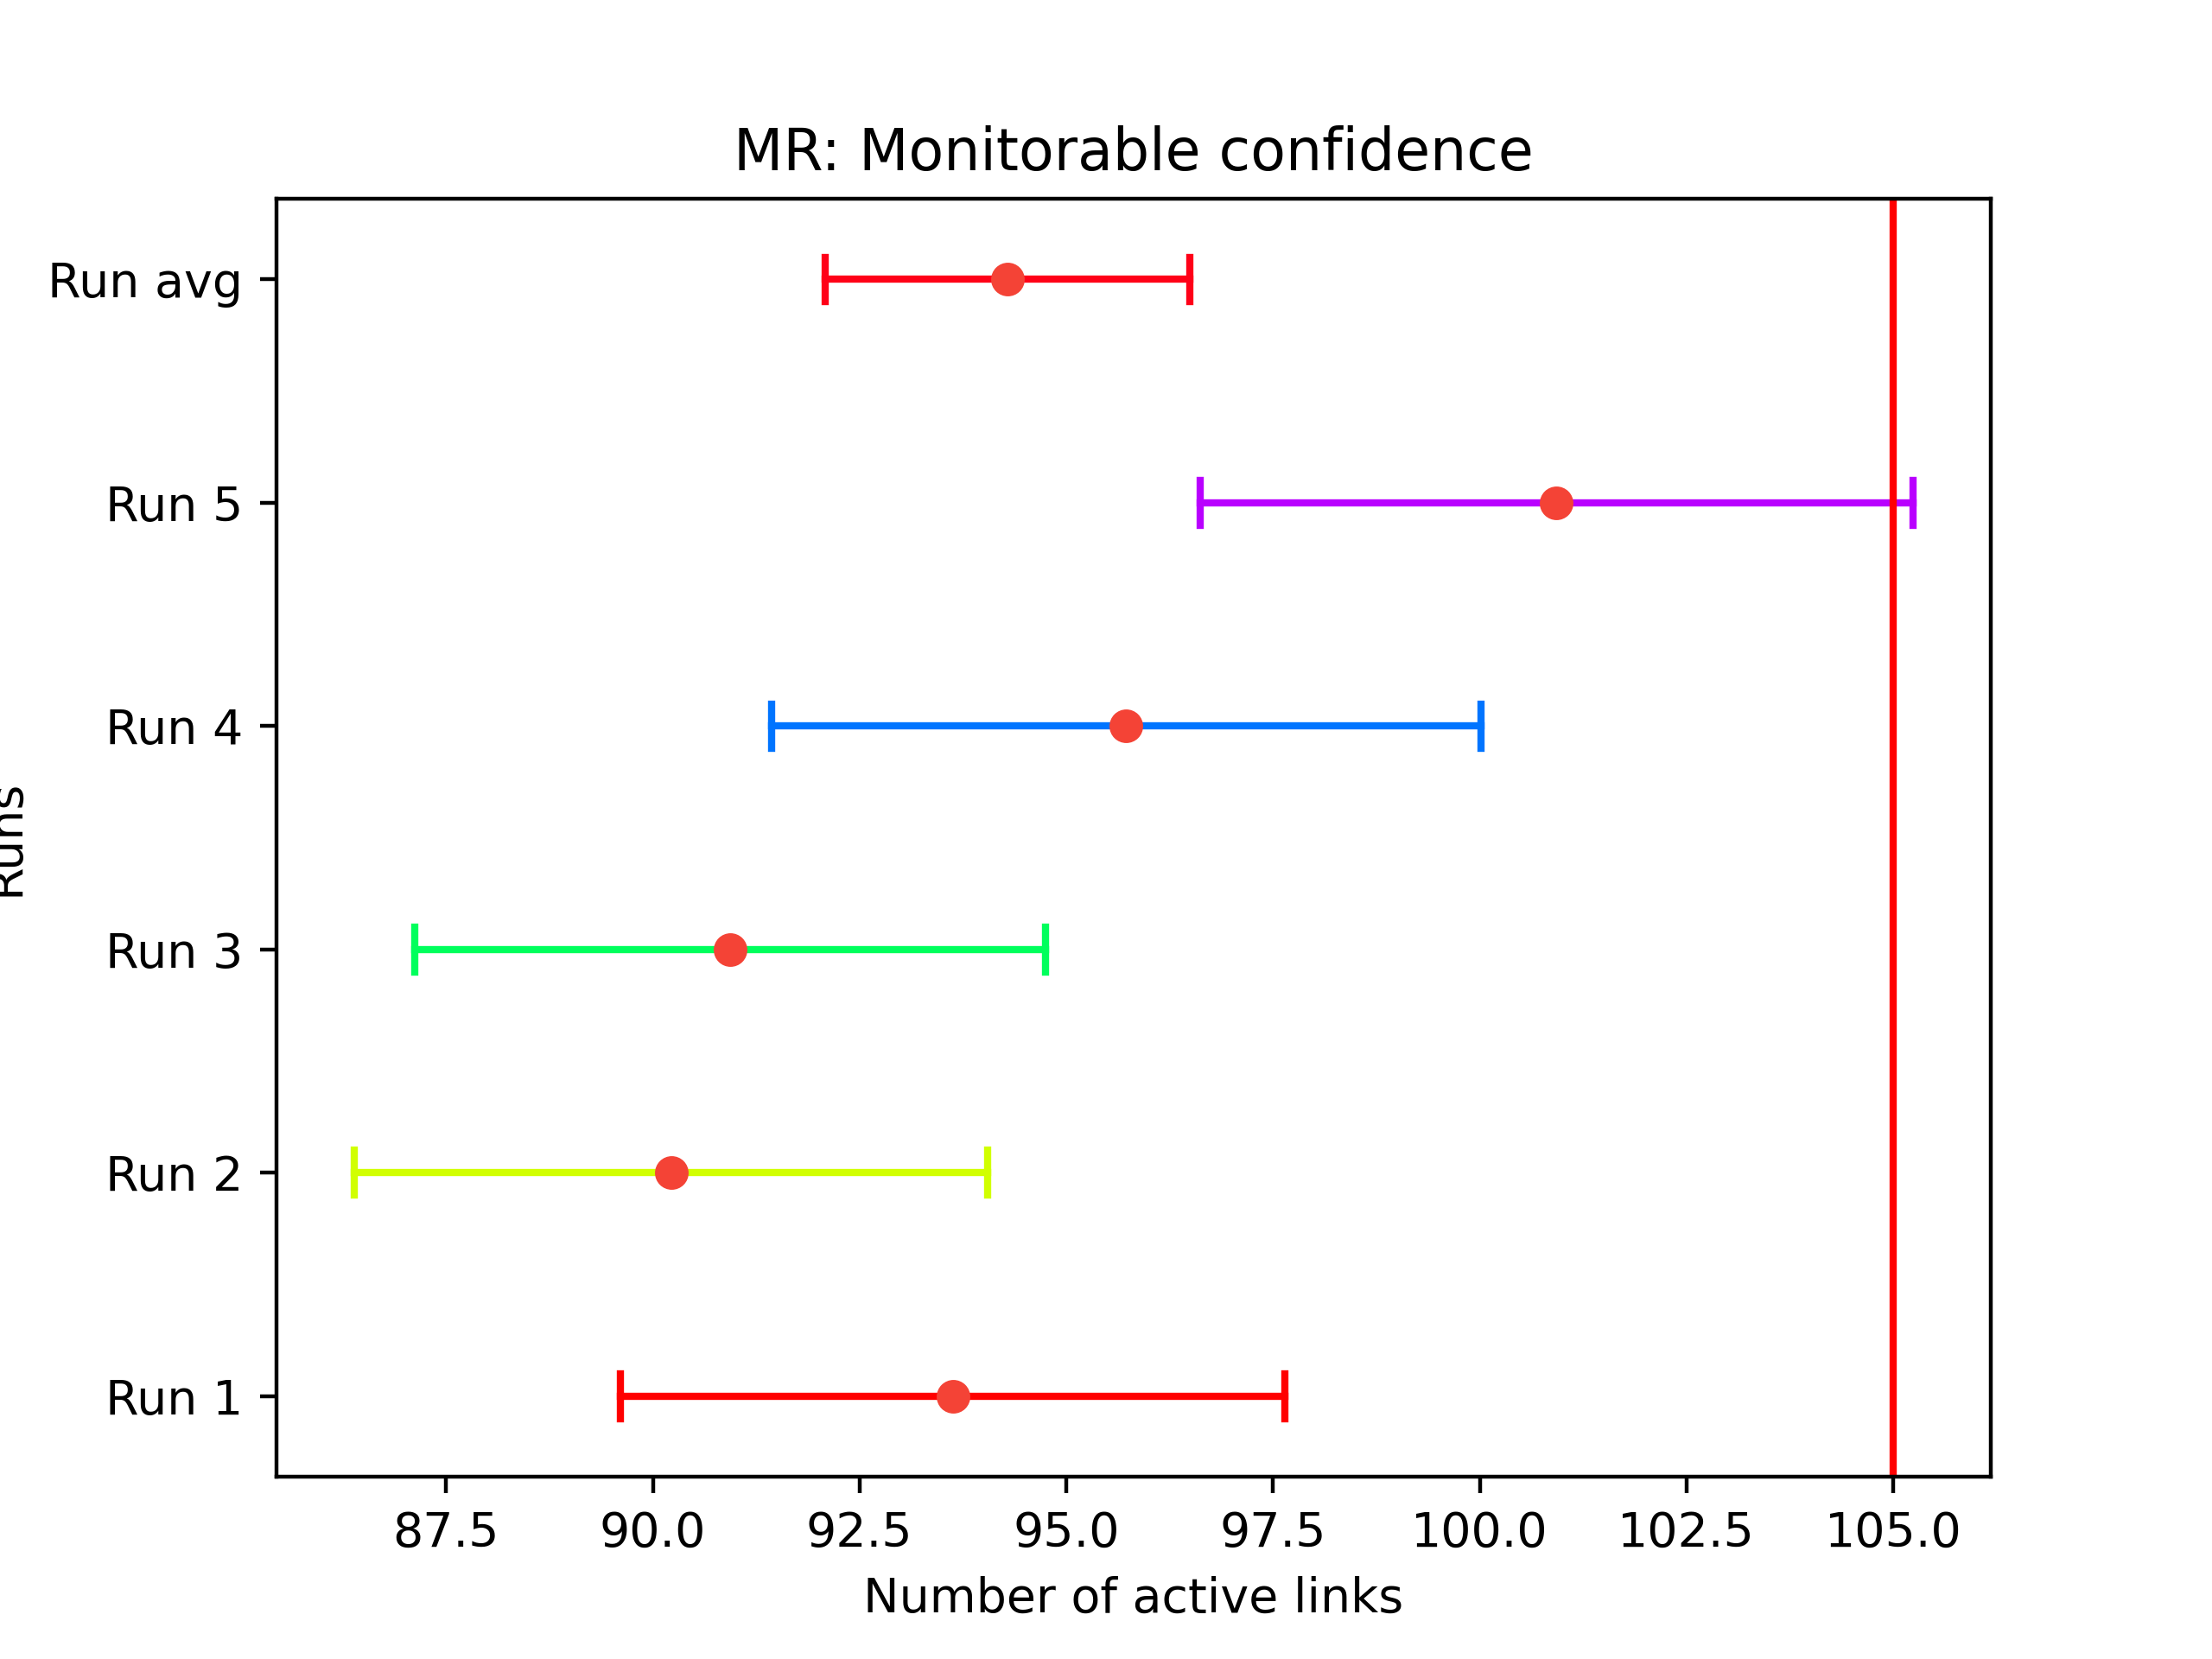 MR: Monitorable confidence
Run avg
Run 5
Run 4
Run 3
Run 2
Run 1
Runs
87.5 90.0 92.5 95.0 97.5 100.0 102.5 105.0
Number of active links